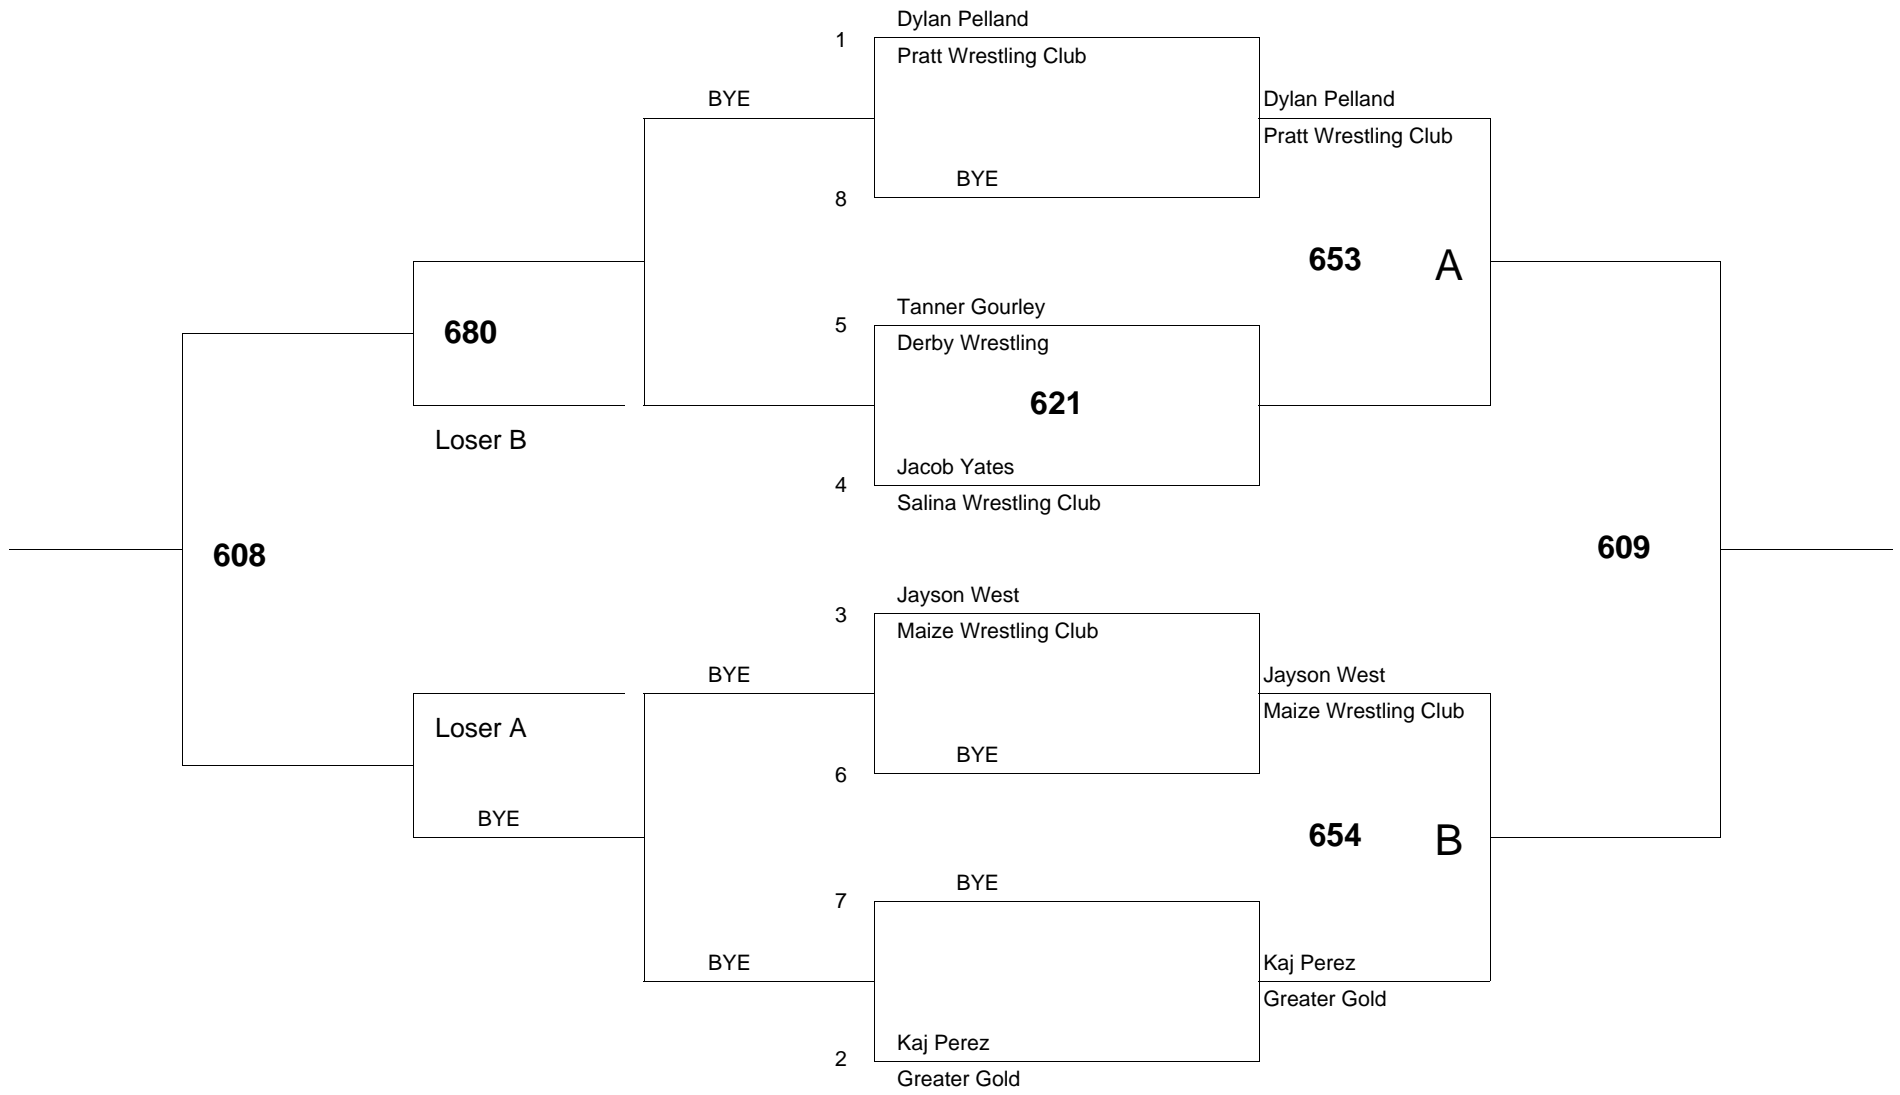 Dylan Pelland
1
Pratt Wrestling Club
BYE
Dylan Pelland
Pratt Wrestling Club
BYE
8
653 A
Tanner Gourley
5
Derby Wrestling
680
621
Loser B
Jacob Yates
4
Salina Wrestling Club
608
609
Jayson West
3
Maize Wrestling Club
BYE
Jayson West
Maize Wrestling Club
Loser A
BYE
6
BYE
654 B
BYE
7
BYE
Kaj Perez
Greater Gold
Kaj Perez
2
Greater Gold